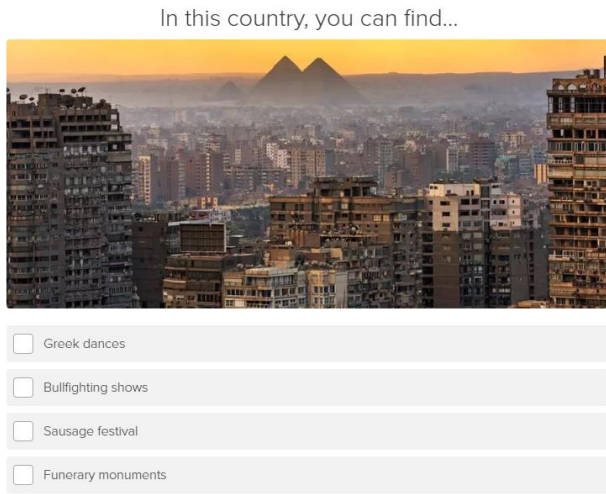 In this country, you can find...
Greek dances
Bullfighting shows
Sausage festival
Funerary monuments